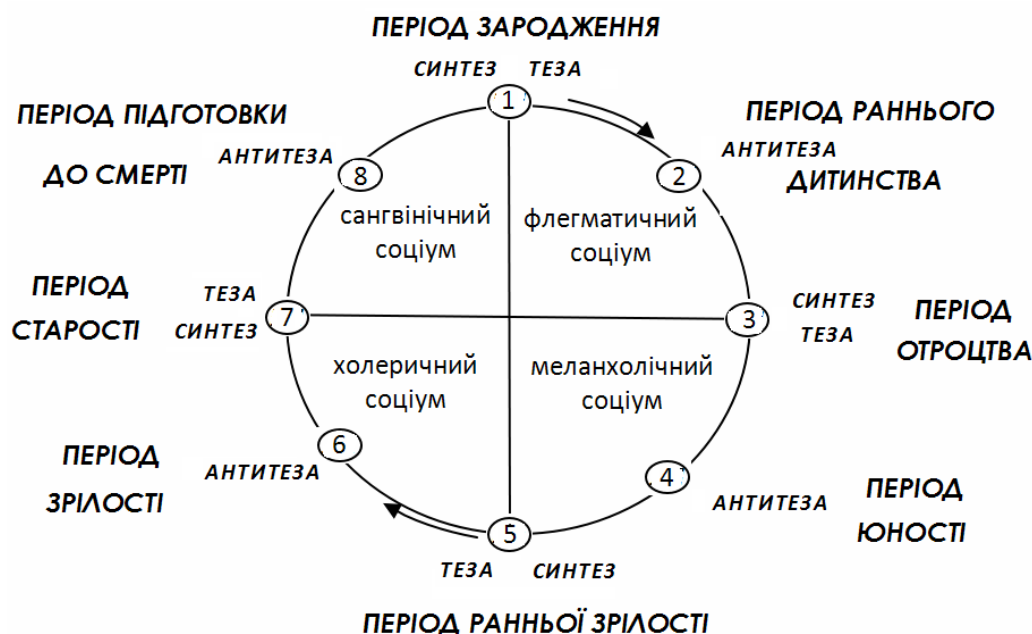 ПЕРІОД ЗАРОДЖЕННЯ
СИНТЕЗ ТЕЗА
1
ПЕРІОД ПІДГОТОВКИ
ДО СМЕРТІ
АНТИТЕЗА
8
ПЕРІОД РАННЬОГО
ДИТИНСТВА
АНТИТЕЗА
2
сангвінічний
соціум
флегматичний
соціум
ПЕРІОД
СТАРОСТІ
ТЕЗА
СИНТЕЗ
7
3
СИНТЕЗ
ТЕЗА
ПЕРІОД
ОТРОЦТВА
холеричний
соціум
меланхолічний
соціум
ПЕРІОД
ЗРІЛОСТІ
АНТИТЕЗА
6
4
АНТИТЕЗА
ПЕРІОД
ЮНОСТІ
5
ТЕЗА СИНТЕЗ
ПЕРІОД РАННЬОЇ ЗРІЛОСТІ